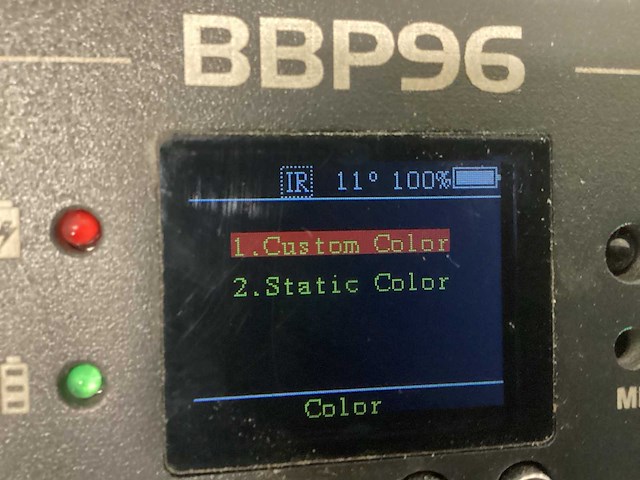 BBP96
IR 11° 100%
1.Custom Color
2.Static Color
Color